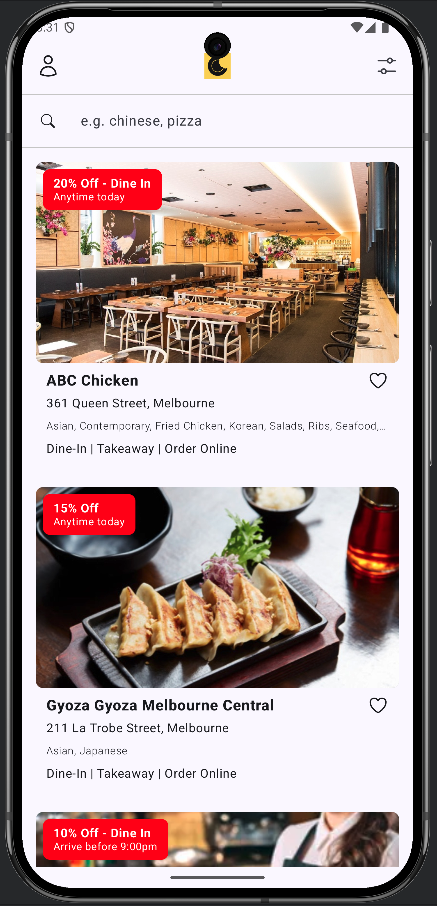 :31
e.g. chinese, pizza
20% Off - Dine In
Anytime today
ABC Chicken
361 Queen Street, Melbourne
Asian, Contemporary, Fried Chicken, Korean, Salads, Ribs, Seafood,...
Dine-In | Takeaway | Order Online
15% Off
Anytime today
Gyoza Gyoza Melbourne Central
211 La Trobe Street, Melbourne
Asian, Japanese
Dine-In | Takeaway | Order Online
10% Off - Dine In
Arrive before 9:00pm